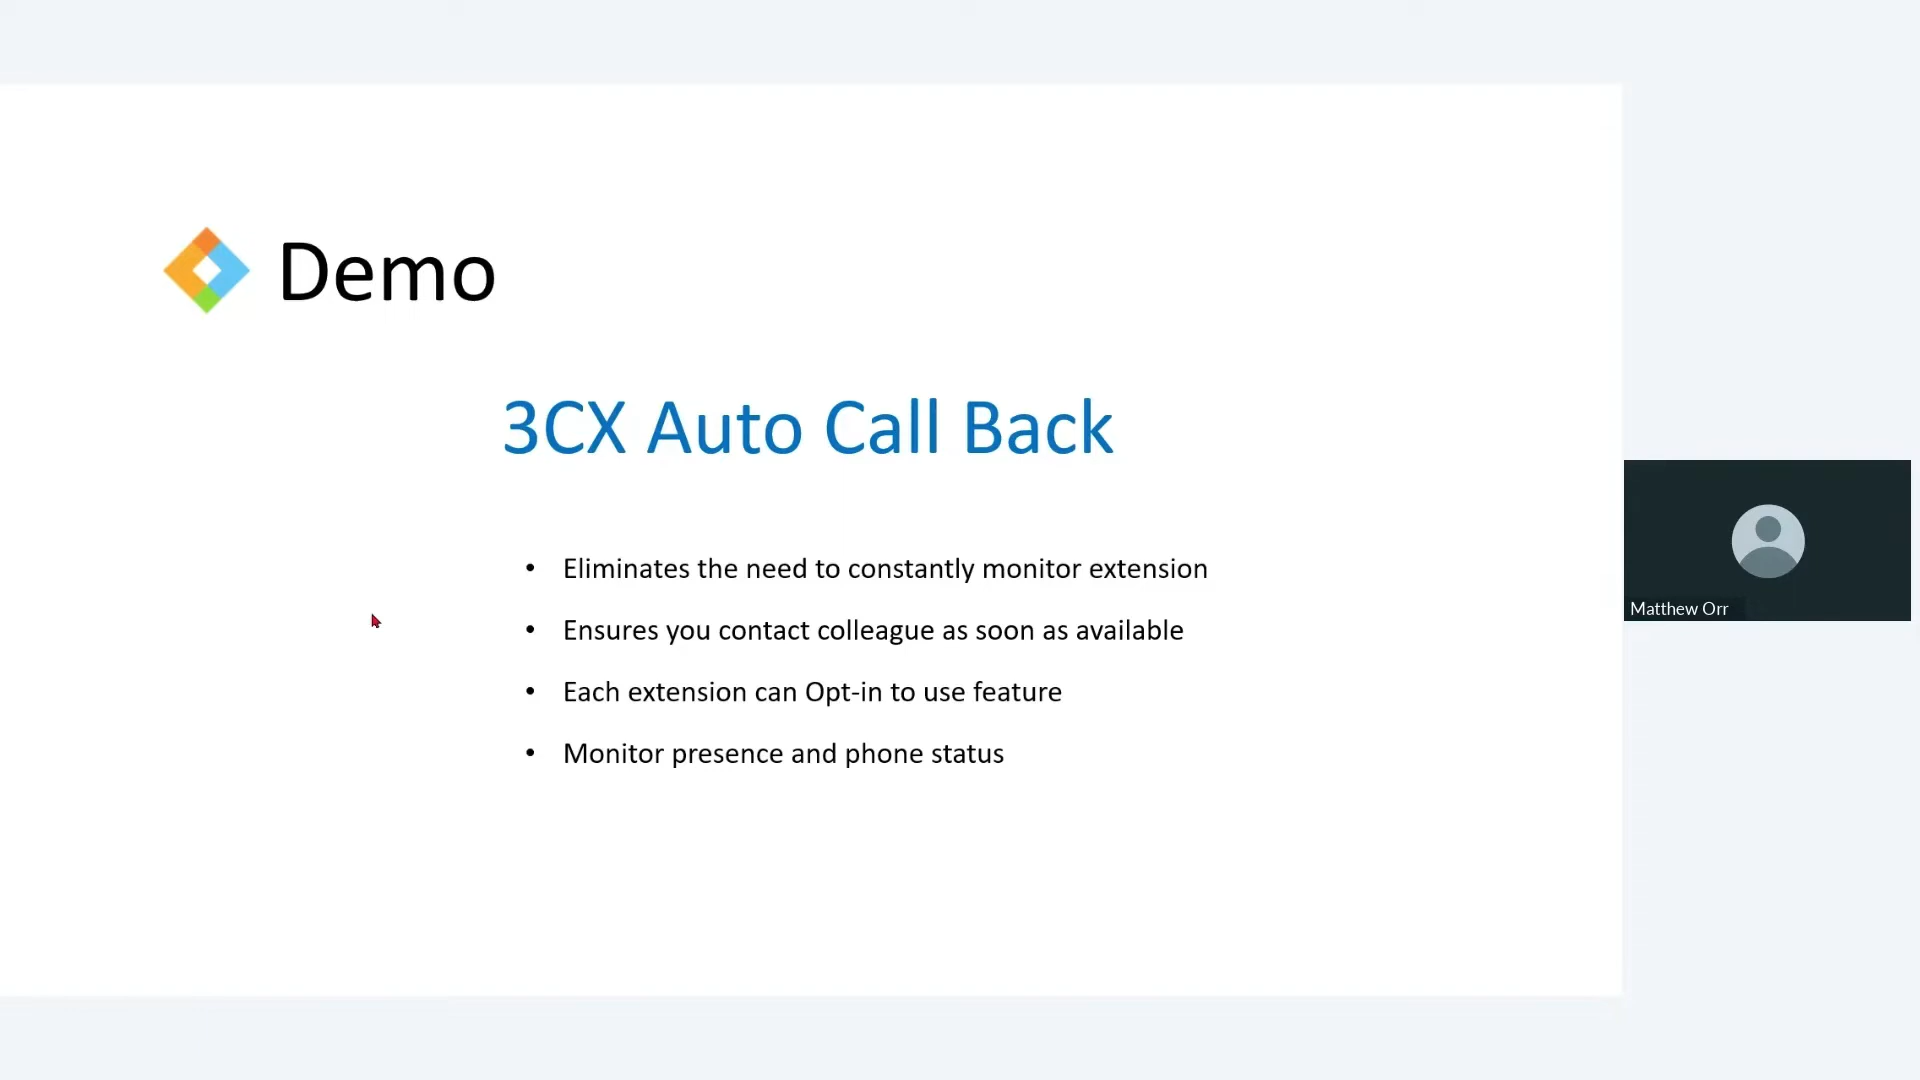 Demo
3CX Auto Call Back
• Eliminates the need to constantly monitor extension
• Ensures you contact colleague as soon as available
• Each extension can Opt-in to use feature
• Monitor presence and phone status
Matthew Orr